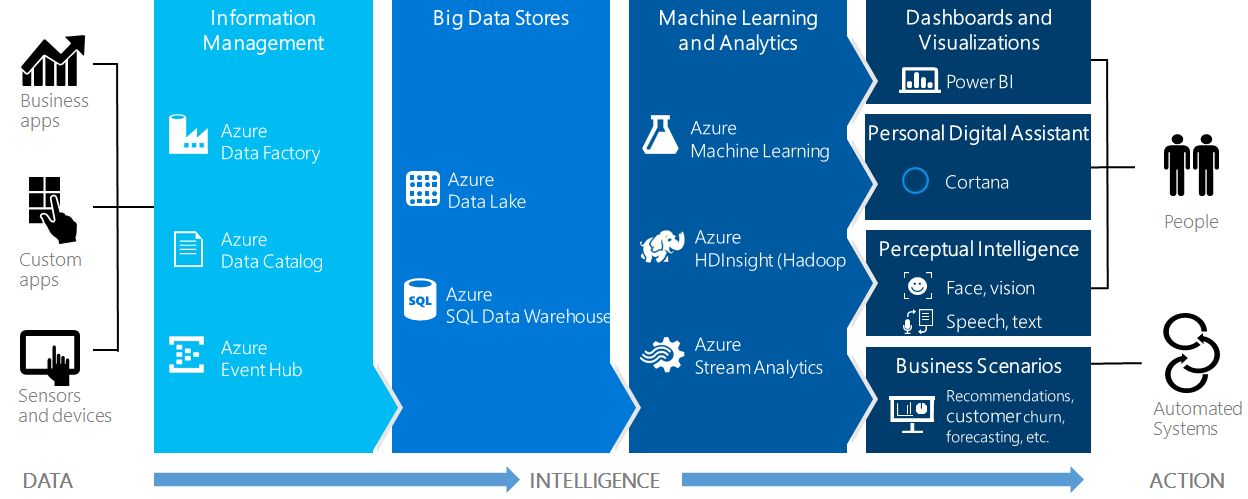 Business
apps
Custom
apps
Sensors
and devices
Information
Management
Azure
Data Factory
Azure
Data Catalog
Azure
Event Hub
Big Data Stores
Azure
Data Lake
SQL
Azure
SQL Data Warehouse
Machine Learning
and Analytics
Azure
Machine Learning
Azure
HDInsight (Hadoop
Azure
Stream Analytics
Dashboards and
Visualizations
Power BI
Personal Digital Assistant
Cortana
Perceptual Intelligence
Face, vision
Speech, text
Business Scenarios
Recommendations,
customer churn,
forecasting, etc.
People
Automated
Systems
DATA
INTELLIGENCE
ACTION